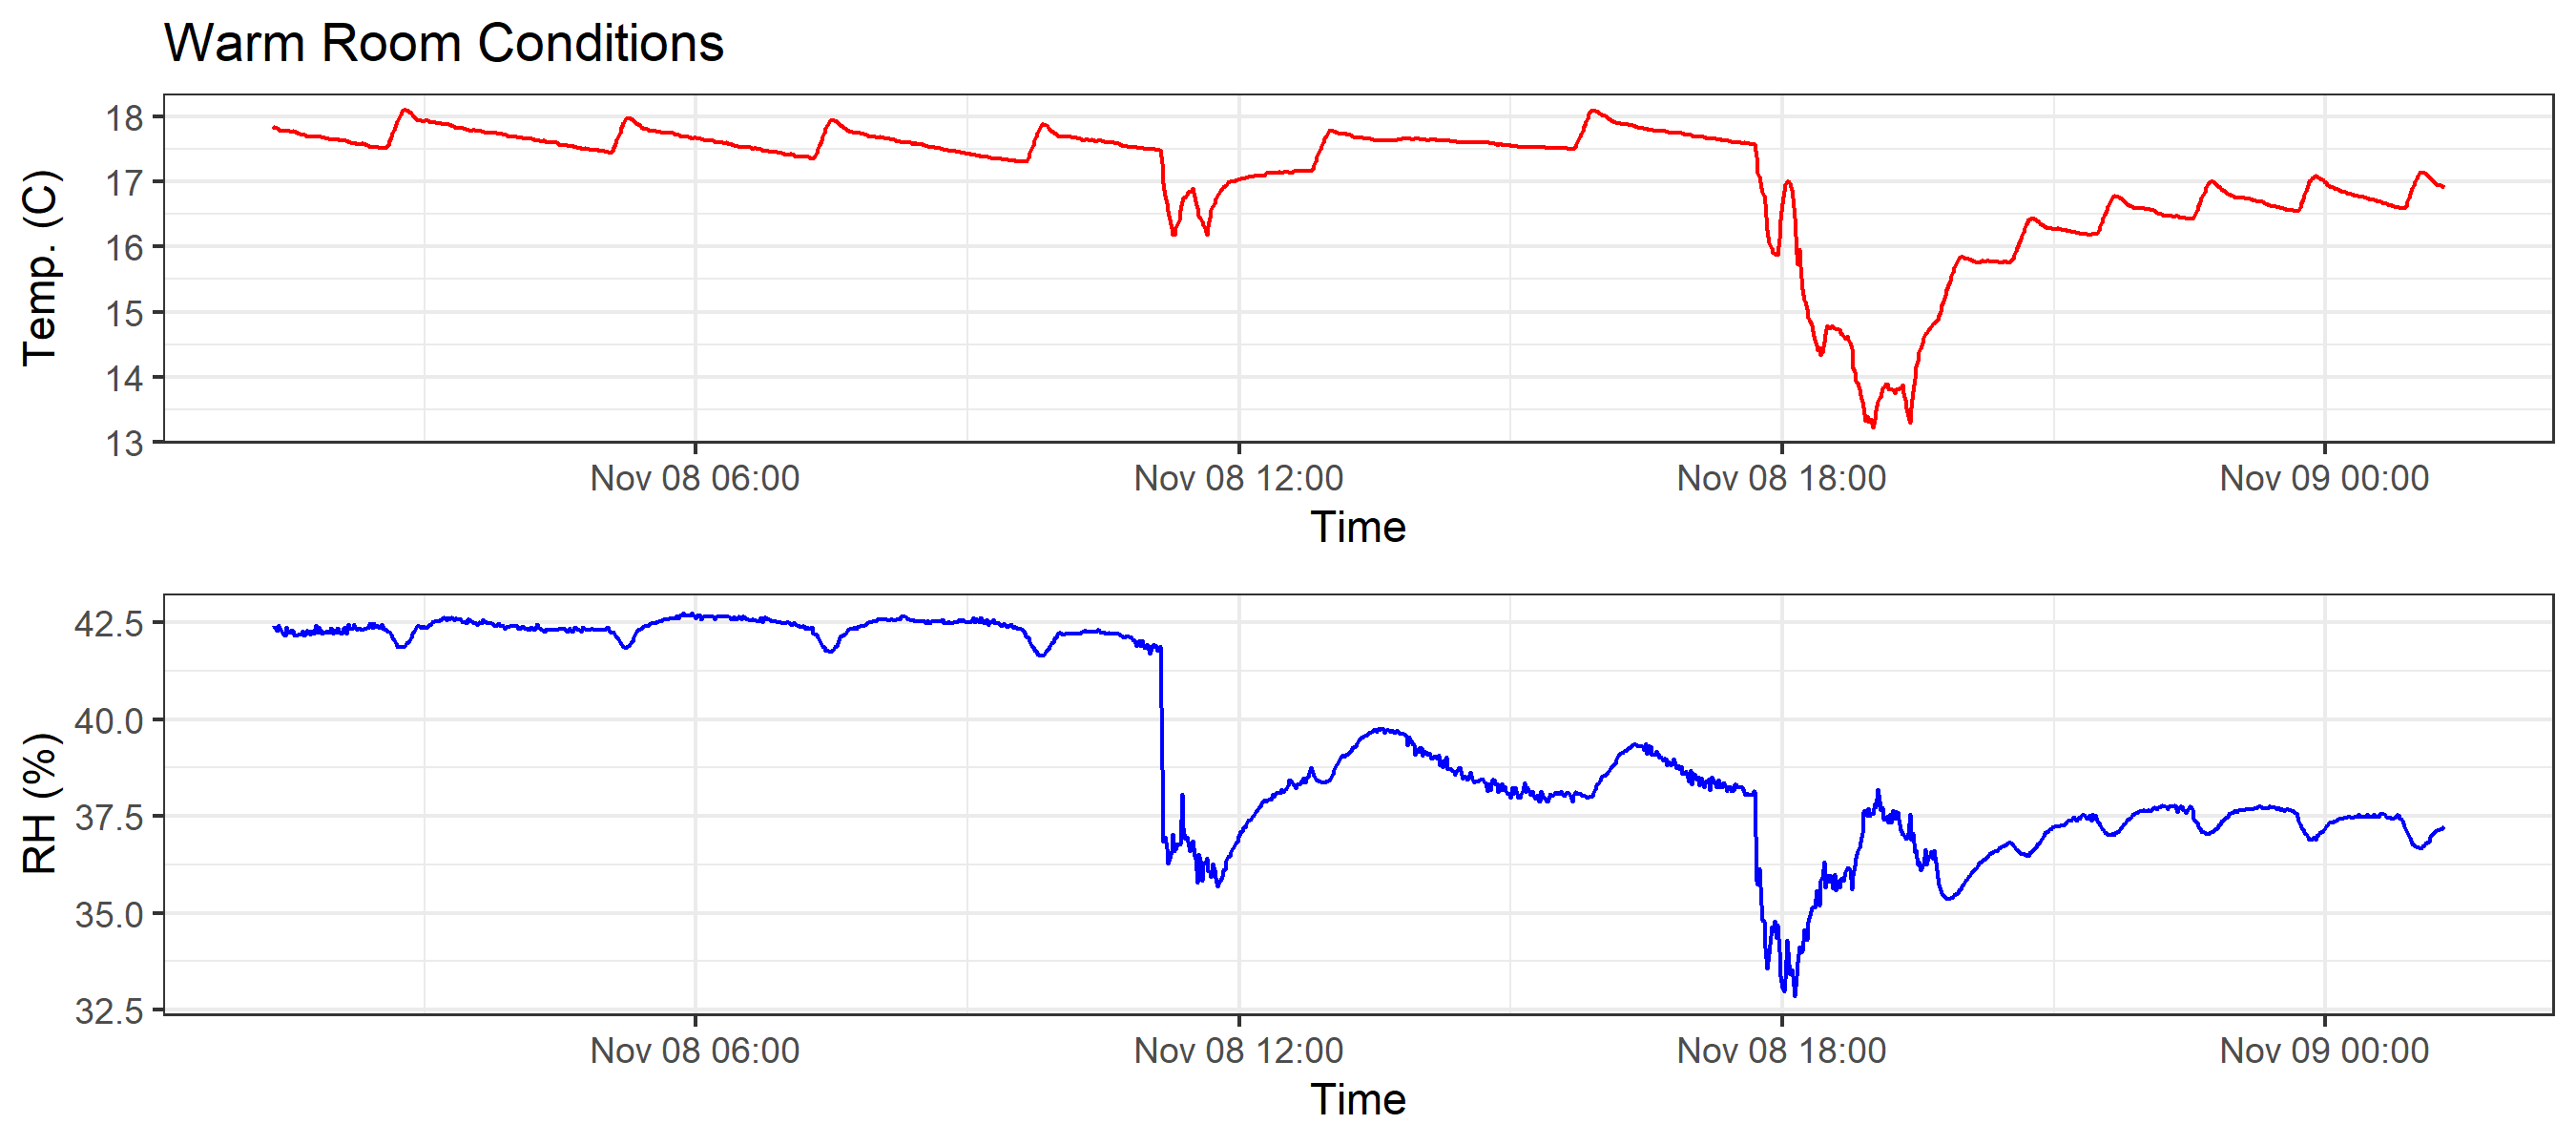 Warm Room Conditions
Temp. (C)
18
17
16
15
14
13
Nov 08 06:00 Nov 08 12:00 Nov 08 18:00 Nov 09 00:00
Time
RH (%)
42.5
40.0
37.5
35.0
32.5
Nov 08 06:00 Nov 08 12:00 Nov 08 18:00 Nov 09 00:00
Time